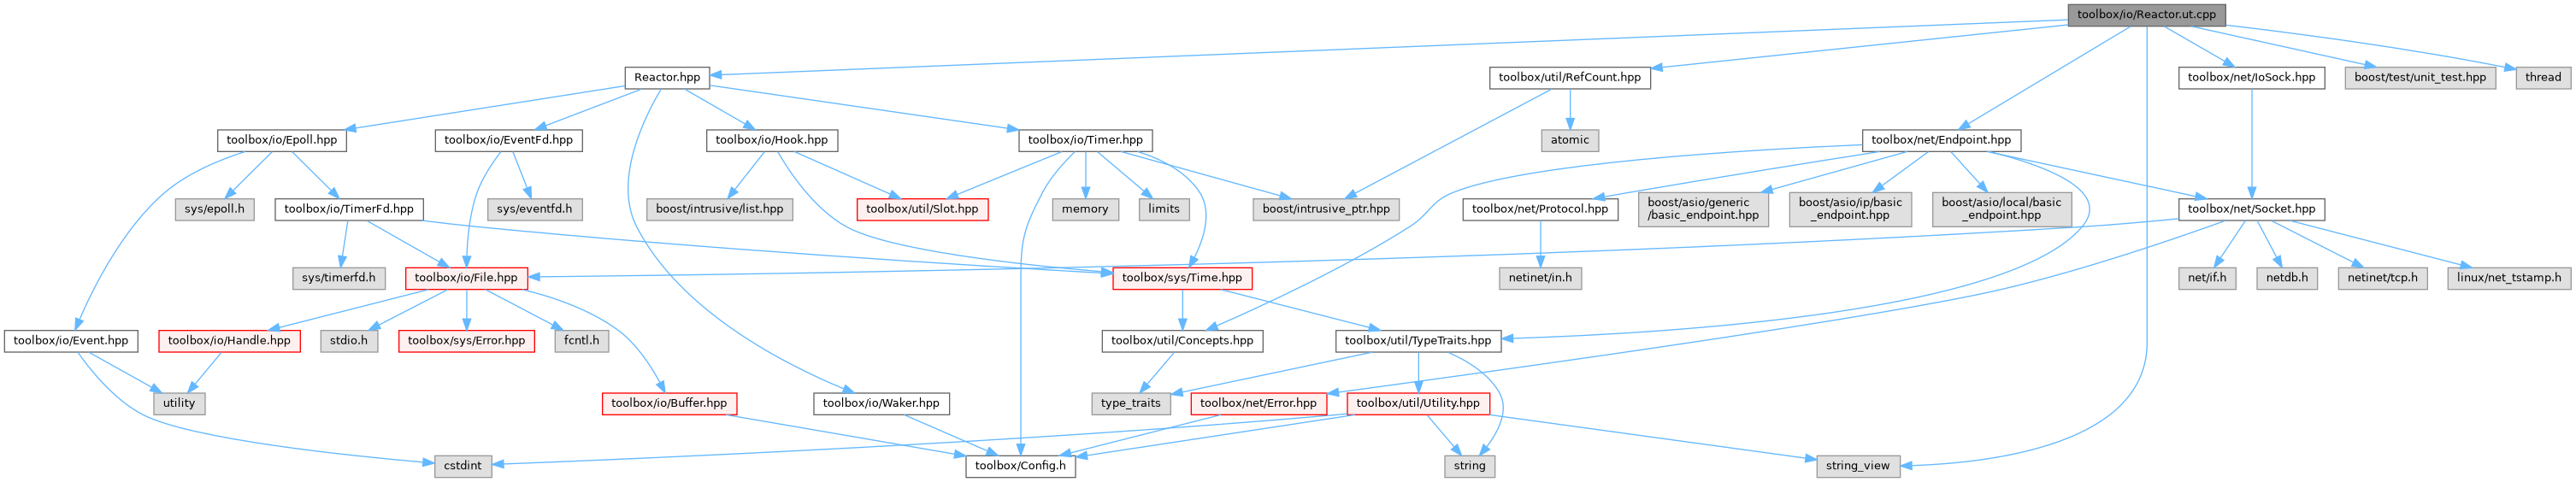 toolbox/io/Reactor.ut.cpp
Reactor.hpp
toolbox/util/RefCount.hpp
toolbox/net/IoSock.hpp
boost/test/unit_test.hpp
thread
toolbox/io/Epoll.hpp
toolbox/io/EventFd.hpp
toolbox/io/Hook.hpp
toolbox/io/Timer.hpp
atomic
toolbox/net/Endpoint.hpp
sys/epoll.h
toolbox/io/TimerFd.hpp
sys/eventfd.h
boost/intrusive/list.hpp
toolbox/util/Slot.hpp
memory
limits
boost/intrusive_ptr.hpp
toolbox/net/Protocol.hpp
boost/asio/generic
/basic_endpoint.hpp
boost/asio/ip/basic
_endpoint.hpp
boost/asio/local/basic
_endpoint.hpp
toolbox/net/Socket.hpp
sys/timerfd.h
toolbox/io/File.hpp
toolbox/sys/Time.hpp
netinet/in.h
net/if.h
netdb.h
netinet/tcp.h
linux/net_tstamp.h
toolbox/io/Event.hpp
toolbox/io/Handle.hpp
stdio.h
toolbox/sys/Error.hpp
fcntl.h
toolbox/util/Concepts.hpp
toolbox/util/TypeTraits.hpp
utility
toolbox/io/Buffer.hpp
toolbox/io/Waker.hpp
type_traits
toolbox/net/Error.hpp
toolbox/util/Utility.hpp
cstdint
toolbox/Config.h
string
string_view